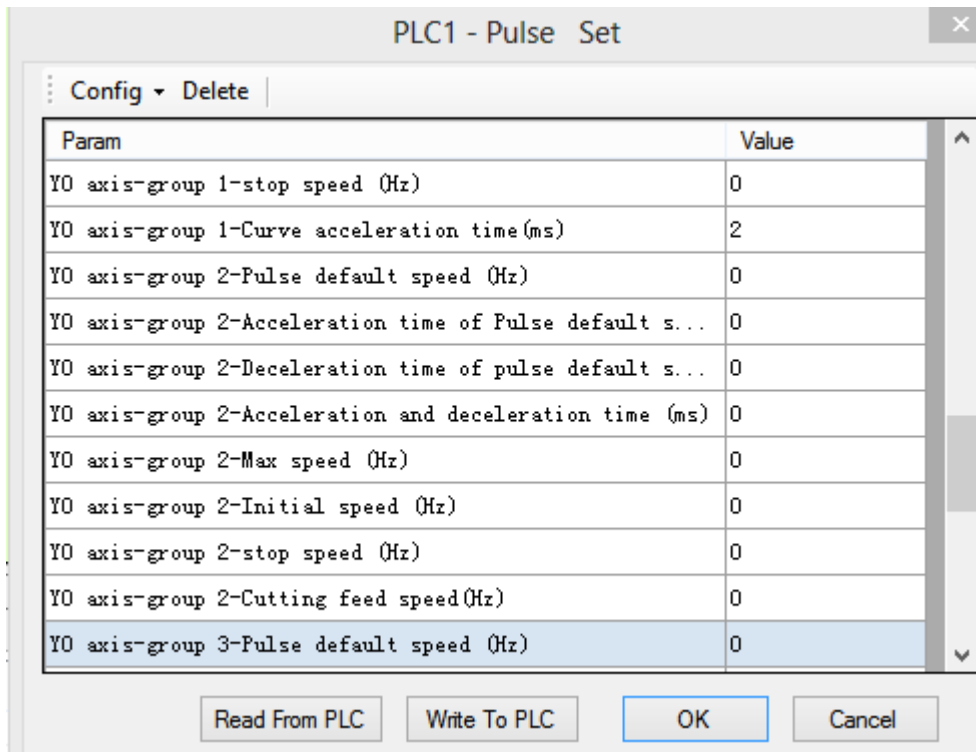 PLC1 - Pulse Set
Config Delete
Param Value
Y0 axis-group 1-stop speed (Hz) 0
Y0 axis-group 1-Curve acceleration time(ms) 2
Y0 axis-group 2-Pulse default speed (Hz) 0
Y0 axis-group 2-Acceleration time of Pulse default s... 0
Y0 axis-group 2-Deceleration time of pulse default s... 0
Y0 axis-group 2-Acceleration and deceleration time (ms) 0
Y0 axis-group 2-Max speed (Hz) 0
Y0 axis-group 2-Initial speed (Hz) 0
Y0 axis-group 2-stop speed (Hz) 0
Y0 axis-group 2-Cutting feed speed(Hz) 0
Y0 axis-group 3-Pulse default speed (Hz) 0
Read From PLC Write To PLC OK Cancel